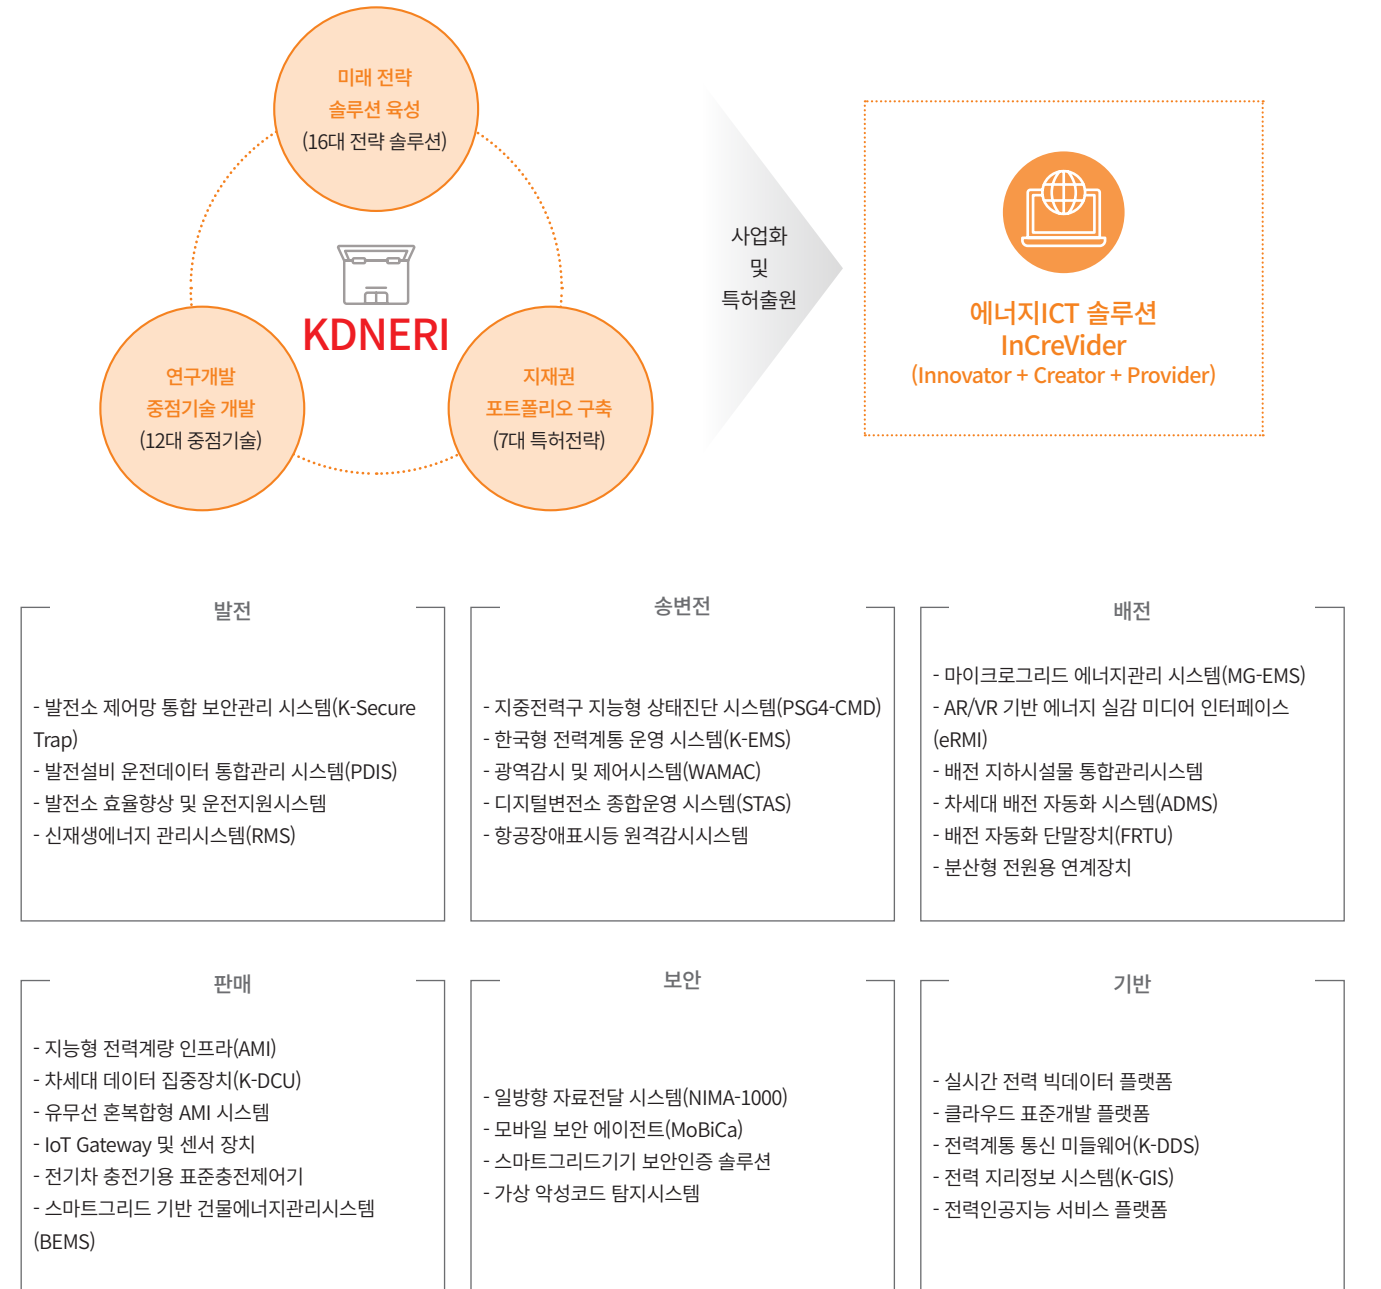 미래 전략
솔루션 육성
(16대 전략 솔루션)
KDNERI
연구개발
중점기술 개발
(12대 중점기술)
지재권
포트폴리오 구축
(7대 특허전략)
사업화
및
특허출원
에너지ICT 솔루션
InCreVider
(Innovator + Creator + Provider)
발전
- 발전소 제어망 통합 보안관리 시스템(K-Secure
Trap)
- 발전설비 운전데이터 통합관리 시스템(PDIS)
- 발전소 효율향상 및 운전지원시스템
- 신재생에너지 관리시스템(RMS)
송변전
- 지중전력구 지능형 상태진단 시스템(PSG4-CMD)
- 한국형 전력계통 운영 시스템(K-EMS)
- 광역감시 및 제어시스템(WAMAC)
- 디지털변전소 종합운영 시스템(STAS)
- 항공장애표시등 원격감시시스템
배전
- 마이크로그리드 에너지관리 시스템(MG-EMS)
- AR/VR 기반 에너지 실감 미디어 인터페이스
(eRMI)
- 배전 지하시설물 통합관리시스템
- 차세대 배전 자동화 시스템(ADMS)
- 배전 자동화 단말장치(FRTU)
- 분산형 전원용 연계장치
판매
- 지능형 전력계량 인프라(AMI)
- 차세대 데이터 집중장치(K-DCU)
- 유무선 혼복합형 AMI 시스템
- IoT Gateway 및 센서 장치
- 전기차 충전기용 표준충전제어기
- 스마트그리드 기반 건물에너지관리시스템
(BEMS)
보안
- 일방향 자료전달 시스템(NIMA-1000)
- 모바일 보안 에이전트(MoBiCa)
- 스마트그리드기기 보안인증 솔루션
- 가상 악성코드 탐지시스템
기반
- 실시간 전력 빅데이터 플랫폼
- 클라우드 표준개발 플랫폼
- 전력계통 통신 미들웨어(K-DDS)
- 전력 지리정보 시스템(K-GIS)
- 전력인공지능 서비스 플랫폼